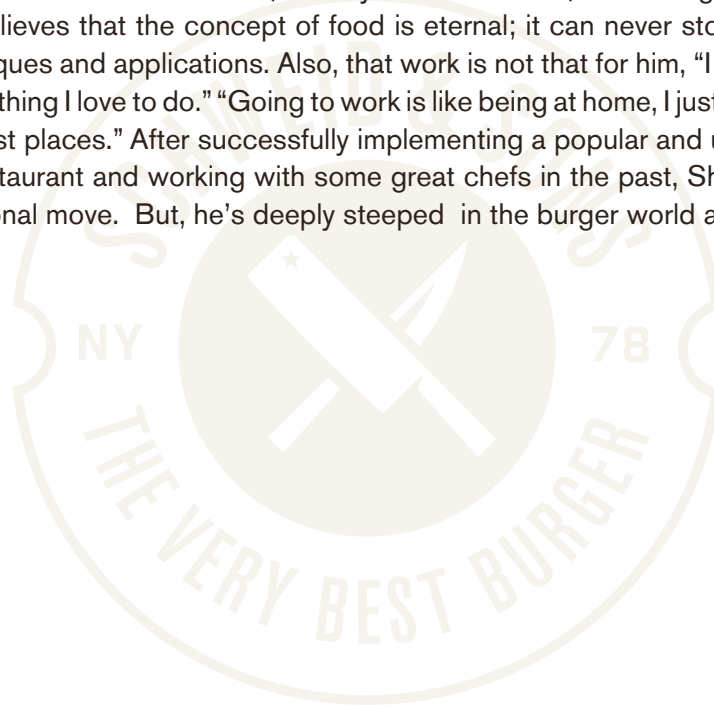 lieves that the concept of food is eternal; it can never sto
ques and applications. Also, that work is not that for him, “I
thing I love to do.” “Going to work is like being at home, I just
st places.” After successfully implementing a popular and u
taurant and working with some great chefs in the past, Sh
onal move.  But, he’s deeply steeped  in the burger world a
SCHWEID & SONS
NY
78
THE VERY BEST BURGER